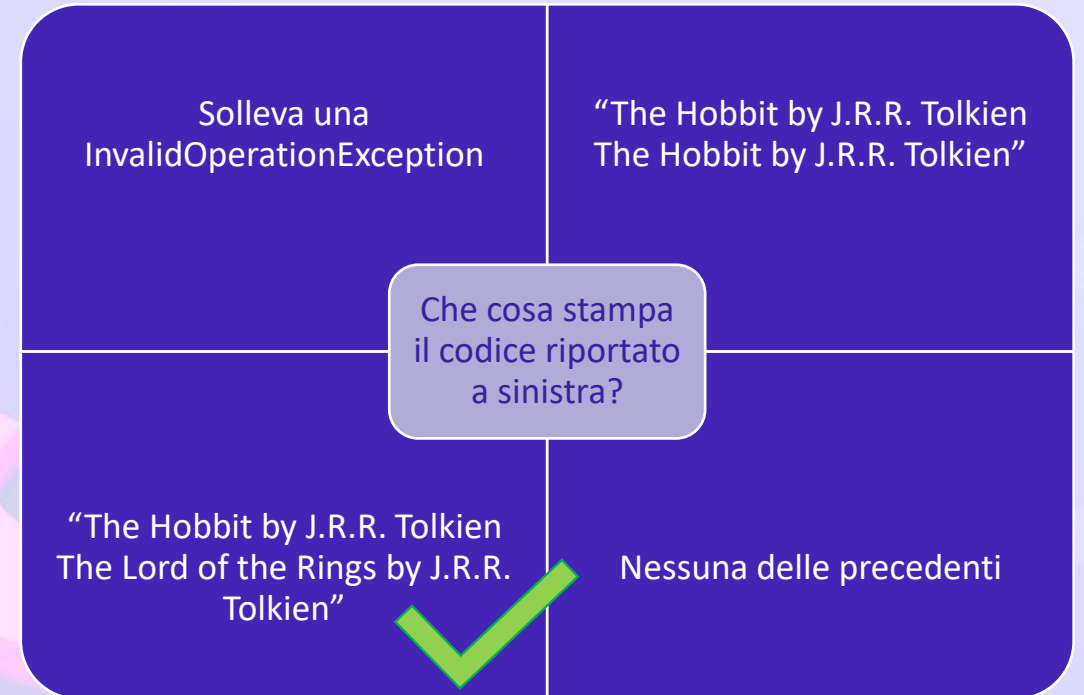 Solleva una
InvalidOperationException
“The Hobbit by J.R.R. Tolkien
The Hobbit by J.R.R. Tolkien”
Che cosa stampa
il codice riportato
a sinistra?
“The Hobbit by J.R.R. Tolkien
The Lord of the Rings by J.R.R.
Tolkien”
Nessuna delle precedenti